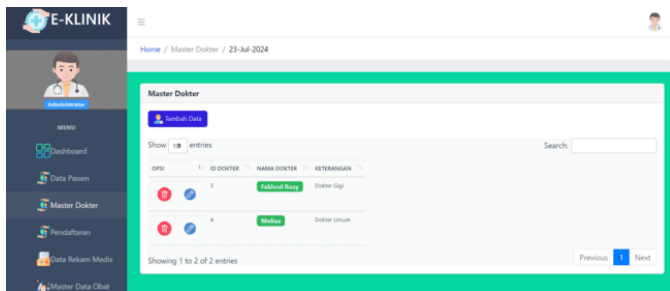 E-KLINIK
Home / Master Dokter / 23-Jul-2024
Administrator
MENU
Dashboard
Data Pasien
Master Dokter
Pendaftaran
Data Rekam Medis
Master Data Obat
Master Dokter
Tambah Data
Show 10 entries
Search:
OPSI ID DOKTER NAMA DOKTER KETERANGAN
5 Fakhrul Rozy Dokter Gigi
4 Meliaa Dokter Umum
Showing 1 to 2 of 2 entries
Previous 1 Next